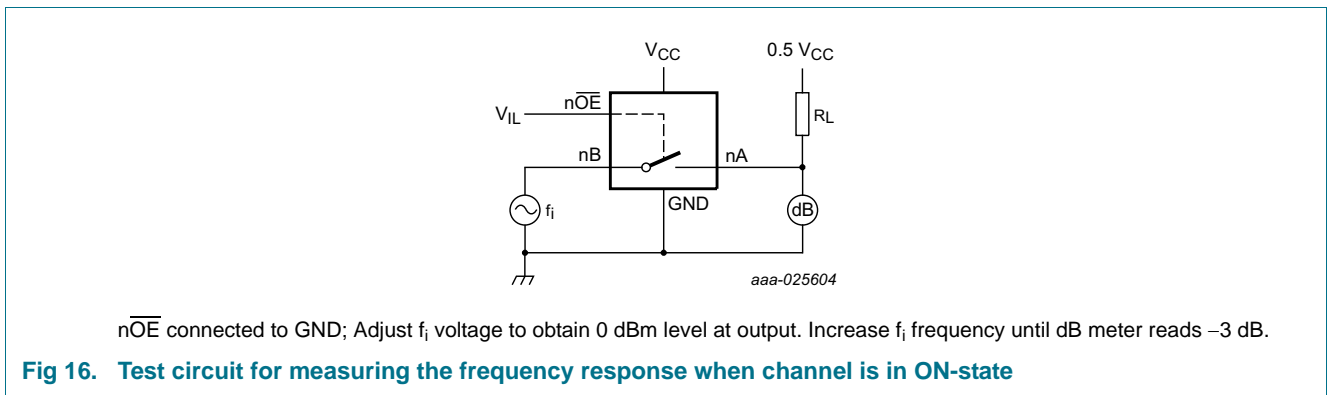 V_CC 0.5 V_CC
nO̅E̅
V_IL
R_L
nB nA
GND
f_i dB
aaa-025604
nO̅E̅ connected to GND; Adjust f_i voltage to obtain 0 dBm level at output. Increase f_i frequency until dB meter reads −3 dB.
Fig 16. Test circuit for measuring the frequency response when channel is in ON-state